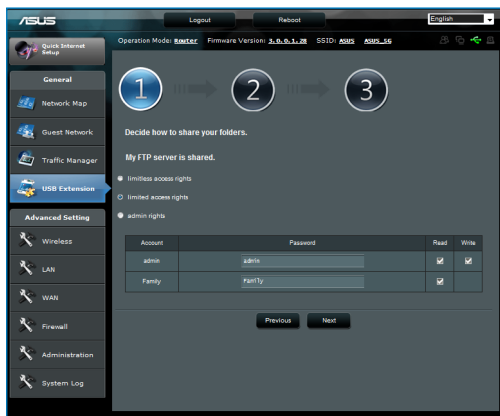 ASUS
Logout
Reboot
English
Quick Internet Setup
Operation Mode: Router Firmware Version: 3.0.0.1.28 SSID: ASUS ASUS_5G
General
Network Map
Guest Network
Traffic Manager
USB Extension
Advanced Setting
Wireless
LAN
WAN
Firewall
Administration
System Log
1
2
3
Decide how to share your folders.
My FTP server is shared.
limitless access rights
limited access rights
admin rights
Account Password Read Write
admin admin
Family Family
Previous Next